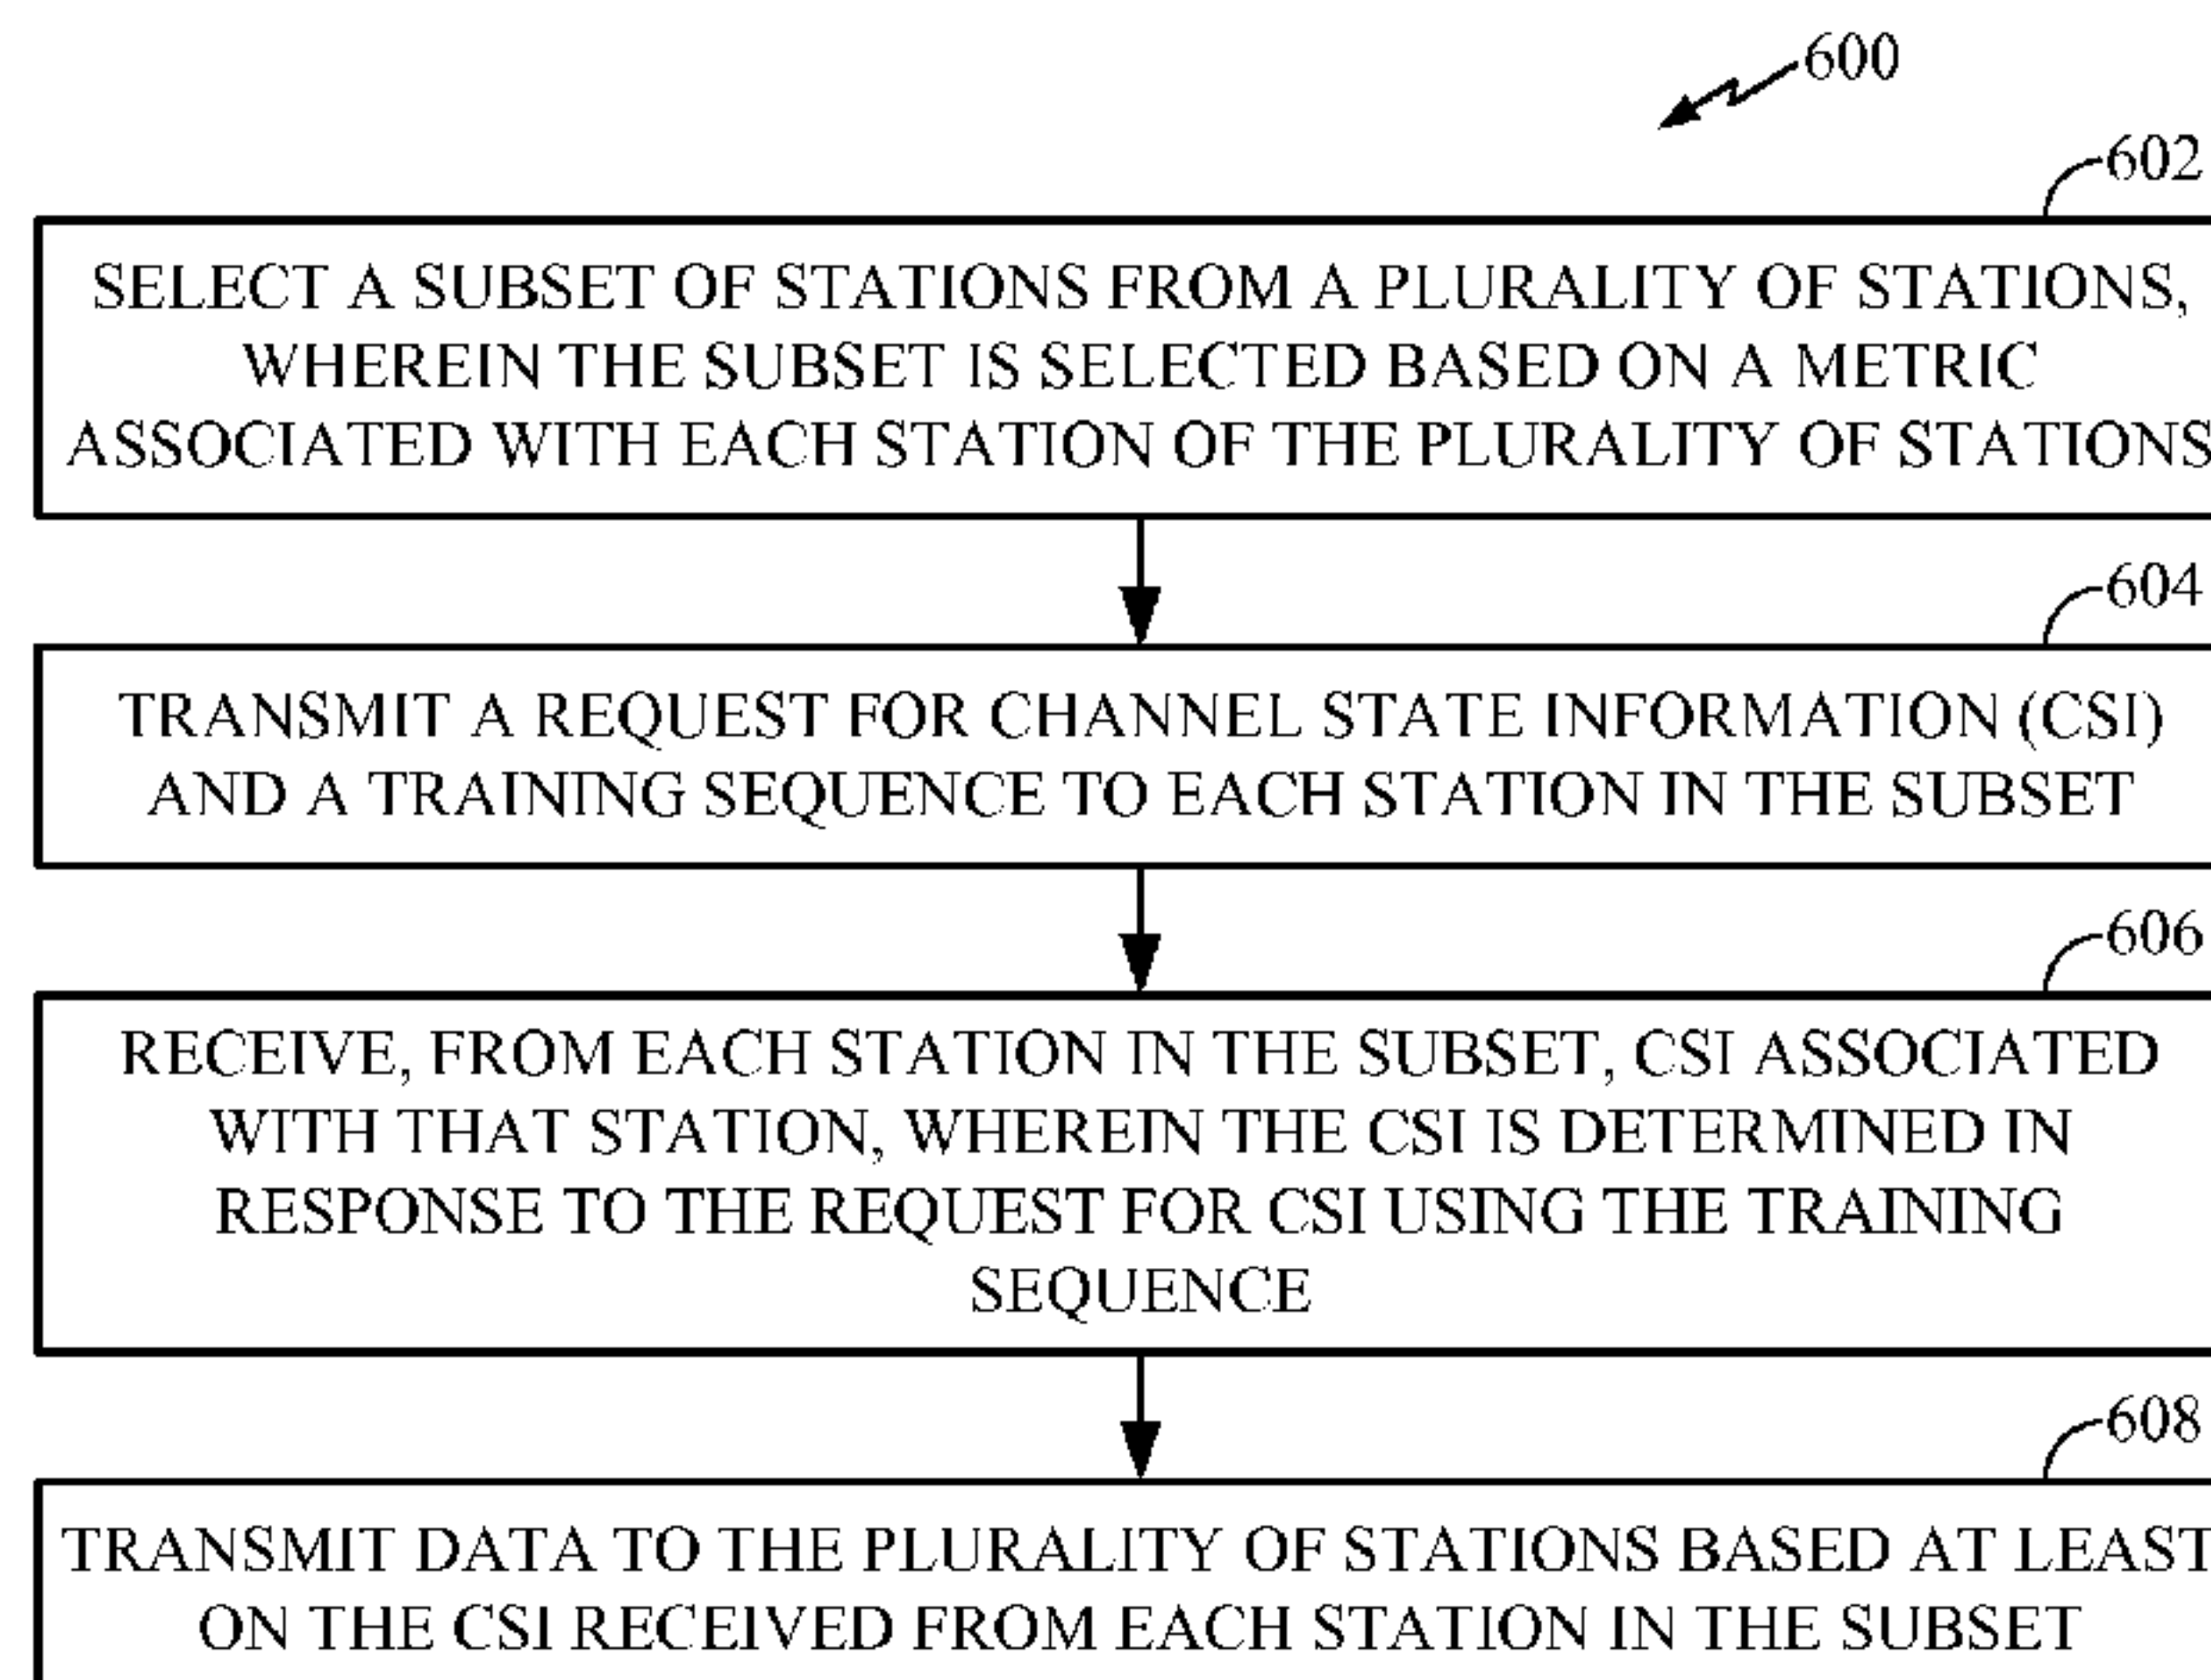 600
602
SELECT A SUBSET OF STATIONS FROM A PLURALITY OF STATIONS,
WHEREIN THE SUBSET IS SELECTED BASED ON A METRIC
ASSOCIATED WITH EACH STATION OF THE PLURALITY OF STATIONS
604
TRANSMIT A REQUEST FOR CHANNEL STATE INFORMATION (CSI)
AND A TRAINING SEQUENCE TO EACH STATION IN THE SUBSET
606
RECEIVE, FROM EACH STATION IN THE SUBSET, CSI ASSOCIATED
WITH THAT STATION, WHEREIN THE CSI IS DETERMINED IN
RESPONSE TO THE REQUEST FOR CSI USING THE TRAINING
SEQUENCE
608
TRANSMIT DATA TO THE PLURALITY OF STATIONS BASED AT LEAST
ON THE CSI RECEIVED FROM EACH STATION IN THE SUBSET